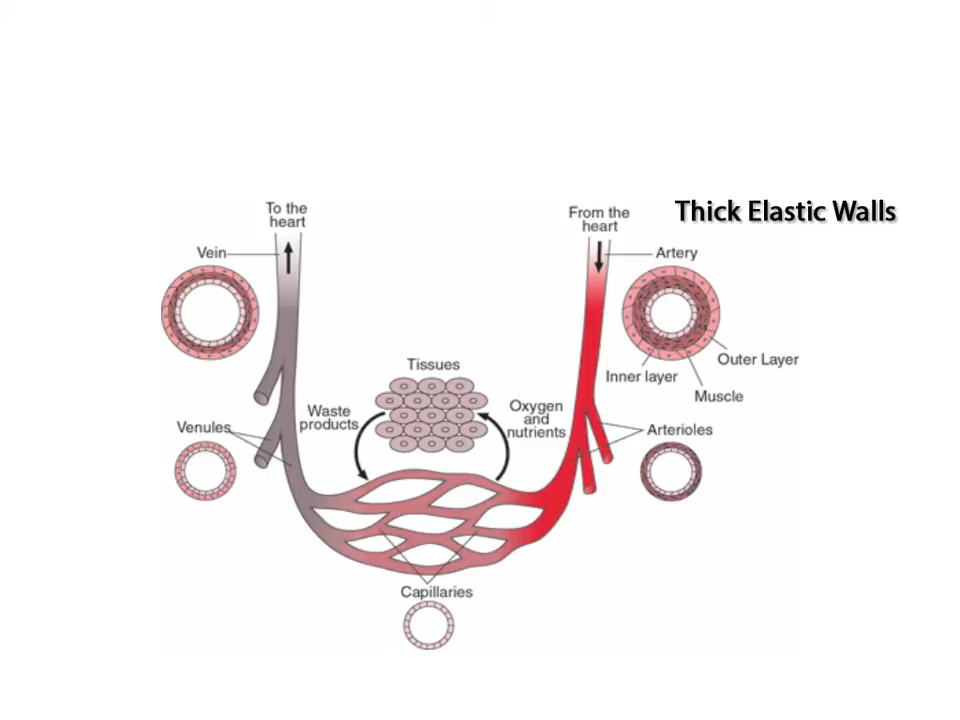 Thick Elastic Walls
To the
heart
From the
heart
Vein
Artery
Outer Layer
Inner layer
Muscle
Tissues
Waste
products
Oxygen
and
nutrients
Venules
Arterioles
Capillaries